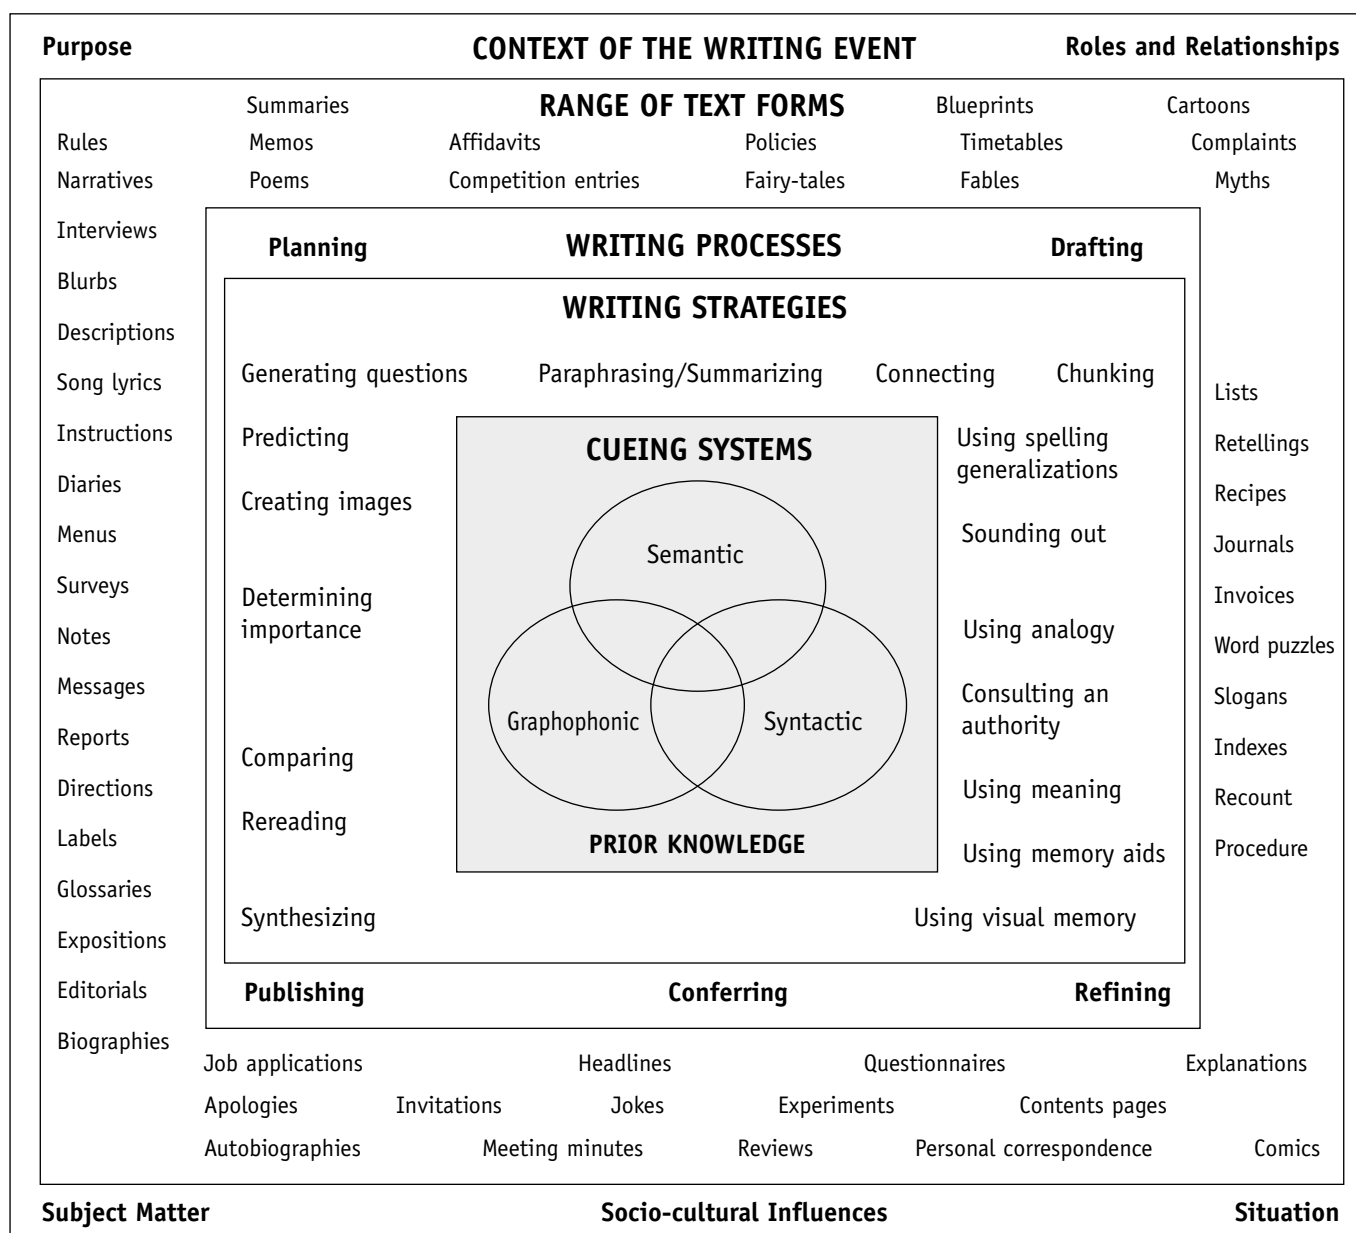 Purpose CONTEXT OF THE WRITING EVENT Roles and Relationships
Summaries RANGE OF TEXT FORMS Blueprints Cartoons
Rules Memos Affidavits Policies Timetables Complaints
Narratives Poems Competition entries Fairy-tales Fables Myths
Interviews
Blurbs
Descriptions
Song lyrics
Instructions
Diaries
Menus
Surveys
Notes
Messages
Reports
Directions
Labels
Glossaries
Expositions
Editorials
Biographies
Planning WRITING PROCESSES Drafting
WRITING STRATEGIES
Generating questions Paraphrasing/Summarizing Connecting Chunking
Predicting
Creating images
Determining
importance
Comparing
Rereading
Synthesizing
CUEING SYSTEMS
Semantic
Graphophonic Syntactic
PRIOR KNOWLEDGE
Using spelling
generalizations
Sounding out
Using analogy
Consulting an
authority
Using meaning
Using memory aids
Using visual memory
Publishing Conferring Refining
Lists
Retellings
Recipes
Journals
Invoices
Word puzzles
Slogans
Indexes
Recount
Procedure
Job applications Headlines Questionnaires Explanations
Apologies Invitations Jokes Experiments Contents pages
Autobiographies Meeting minutes Reviews Personal correspondence Comics
Subject Matter Socio-cultural Influences Situation